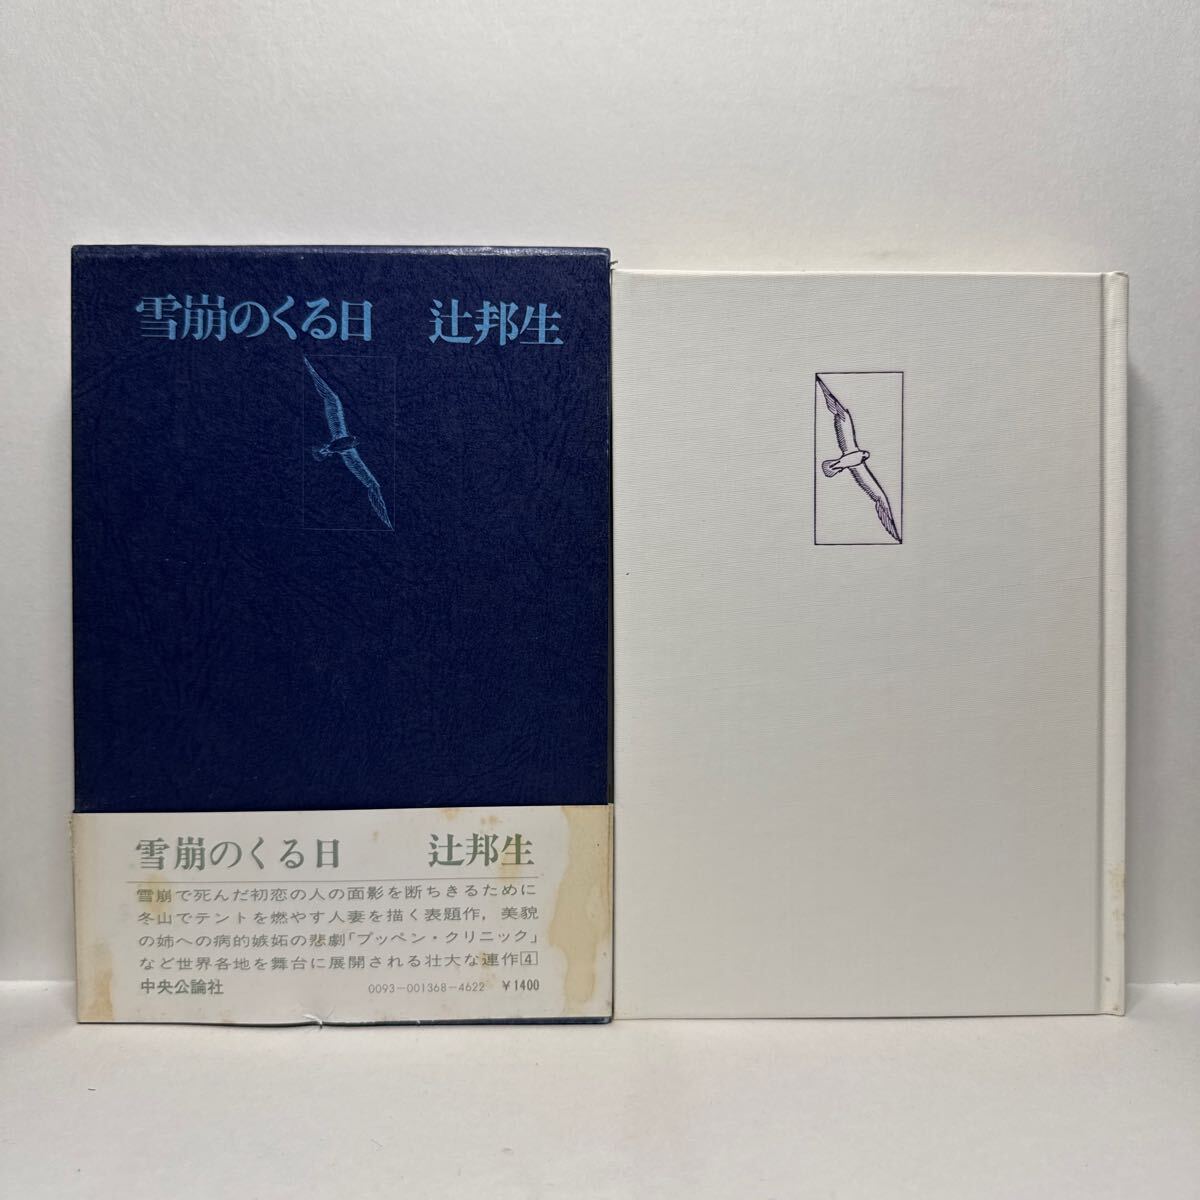 雪崩のくる日 辻邦生
雪崩のくる日 辻邦生
雪崩で死んだ初恋の人の面影を断ちきるために
冬山でテントを燃やす人妻を描く表題作，美貌
の姉への病的嫉妬の悲劇「プッペン・クリニック」
など世界各地を舞台に展開される壮大な連作4
中央公論社 0093-001368-4622 ￥1400